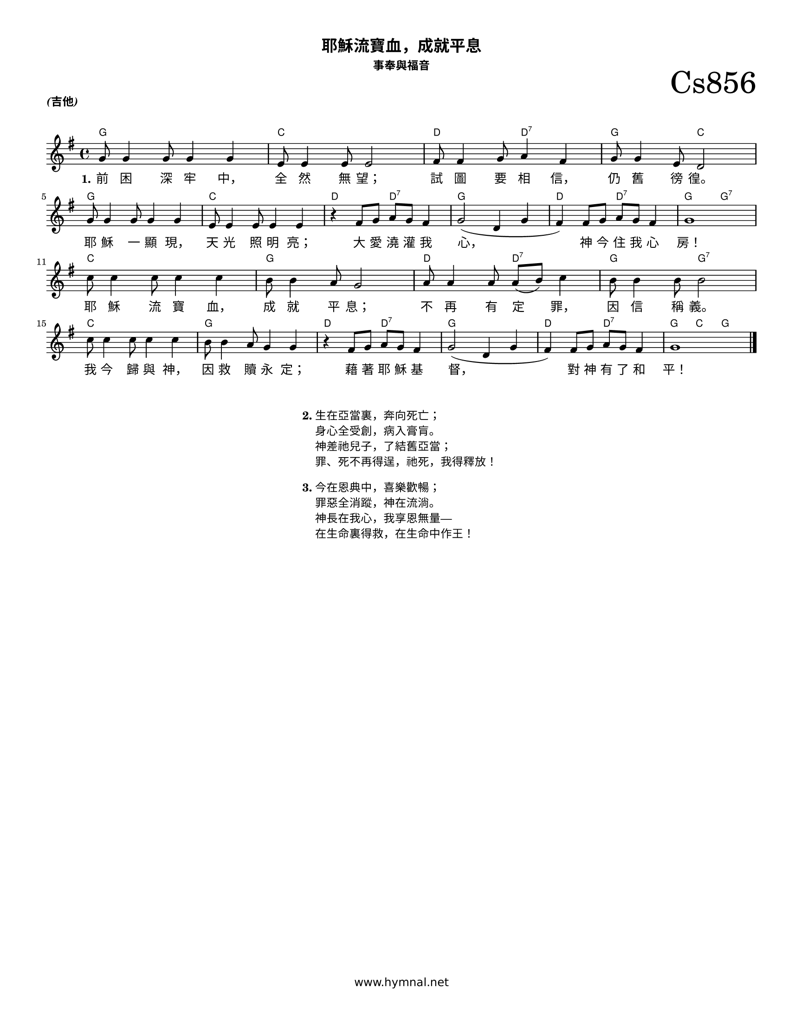 耶穌流寶血，成就平息
事奉與福音
Cs856
(吉他)
G C D D7 G C
1. 前 困 深 牢 中， 全 然 無 望； 試 圖 要 相 信， 仍 舊 徬 徨。
5 G C D D7 G D D7 G G7
耶 穌 一 顯 現， 天 光 照 明 亮； 大 愛 澆 灌 我 心， 神 今 住 我 心 房！
11 C G D D7 G G7
耶 穌 流 寶 血， 成 就 平 息； 不 再 有 定 罪， 因 信 稱 義。
15 C G D D7 G D D7 G C G
我 今 歸 與 神， 因 救 贖 永 定； 藉 著 耶 穌 基 督， 對 神 有 了 和 平！
2. 生在亞當裏，奔向死亡；
身心全受創，病入膏肓。
神差祂兒子，了結舊亞當；
罪、死不再得逞，祂死，我得釋放！
3. 今在恩典中，喜樂歡暢；
罪惡全消蹤，神在流淌。
神長在我心，我享恩無量—
在生命裏得救，在生命中作王！
www.hymnal.net